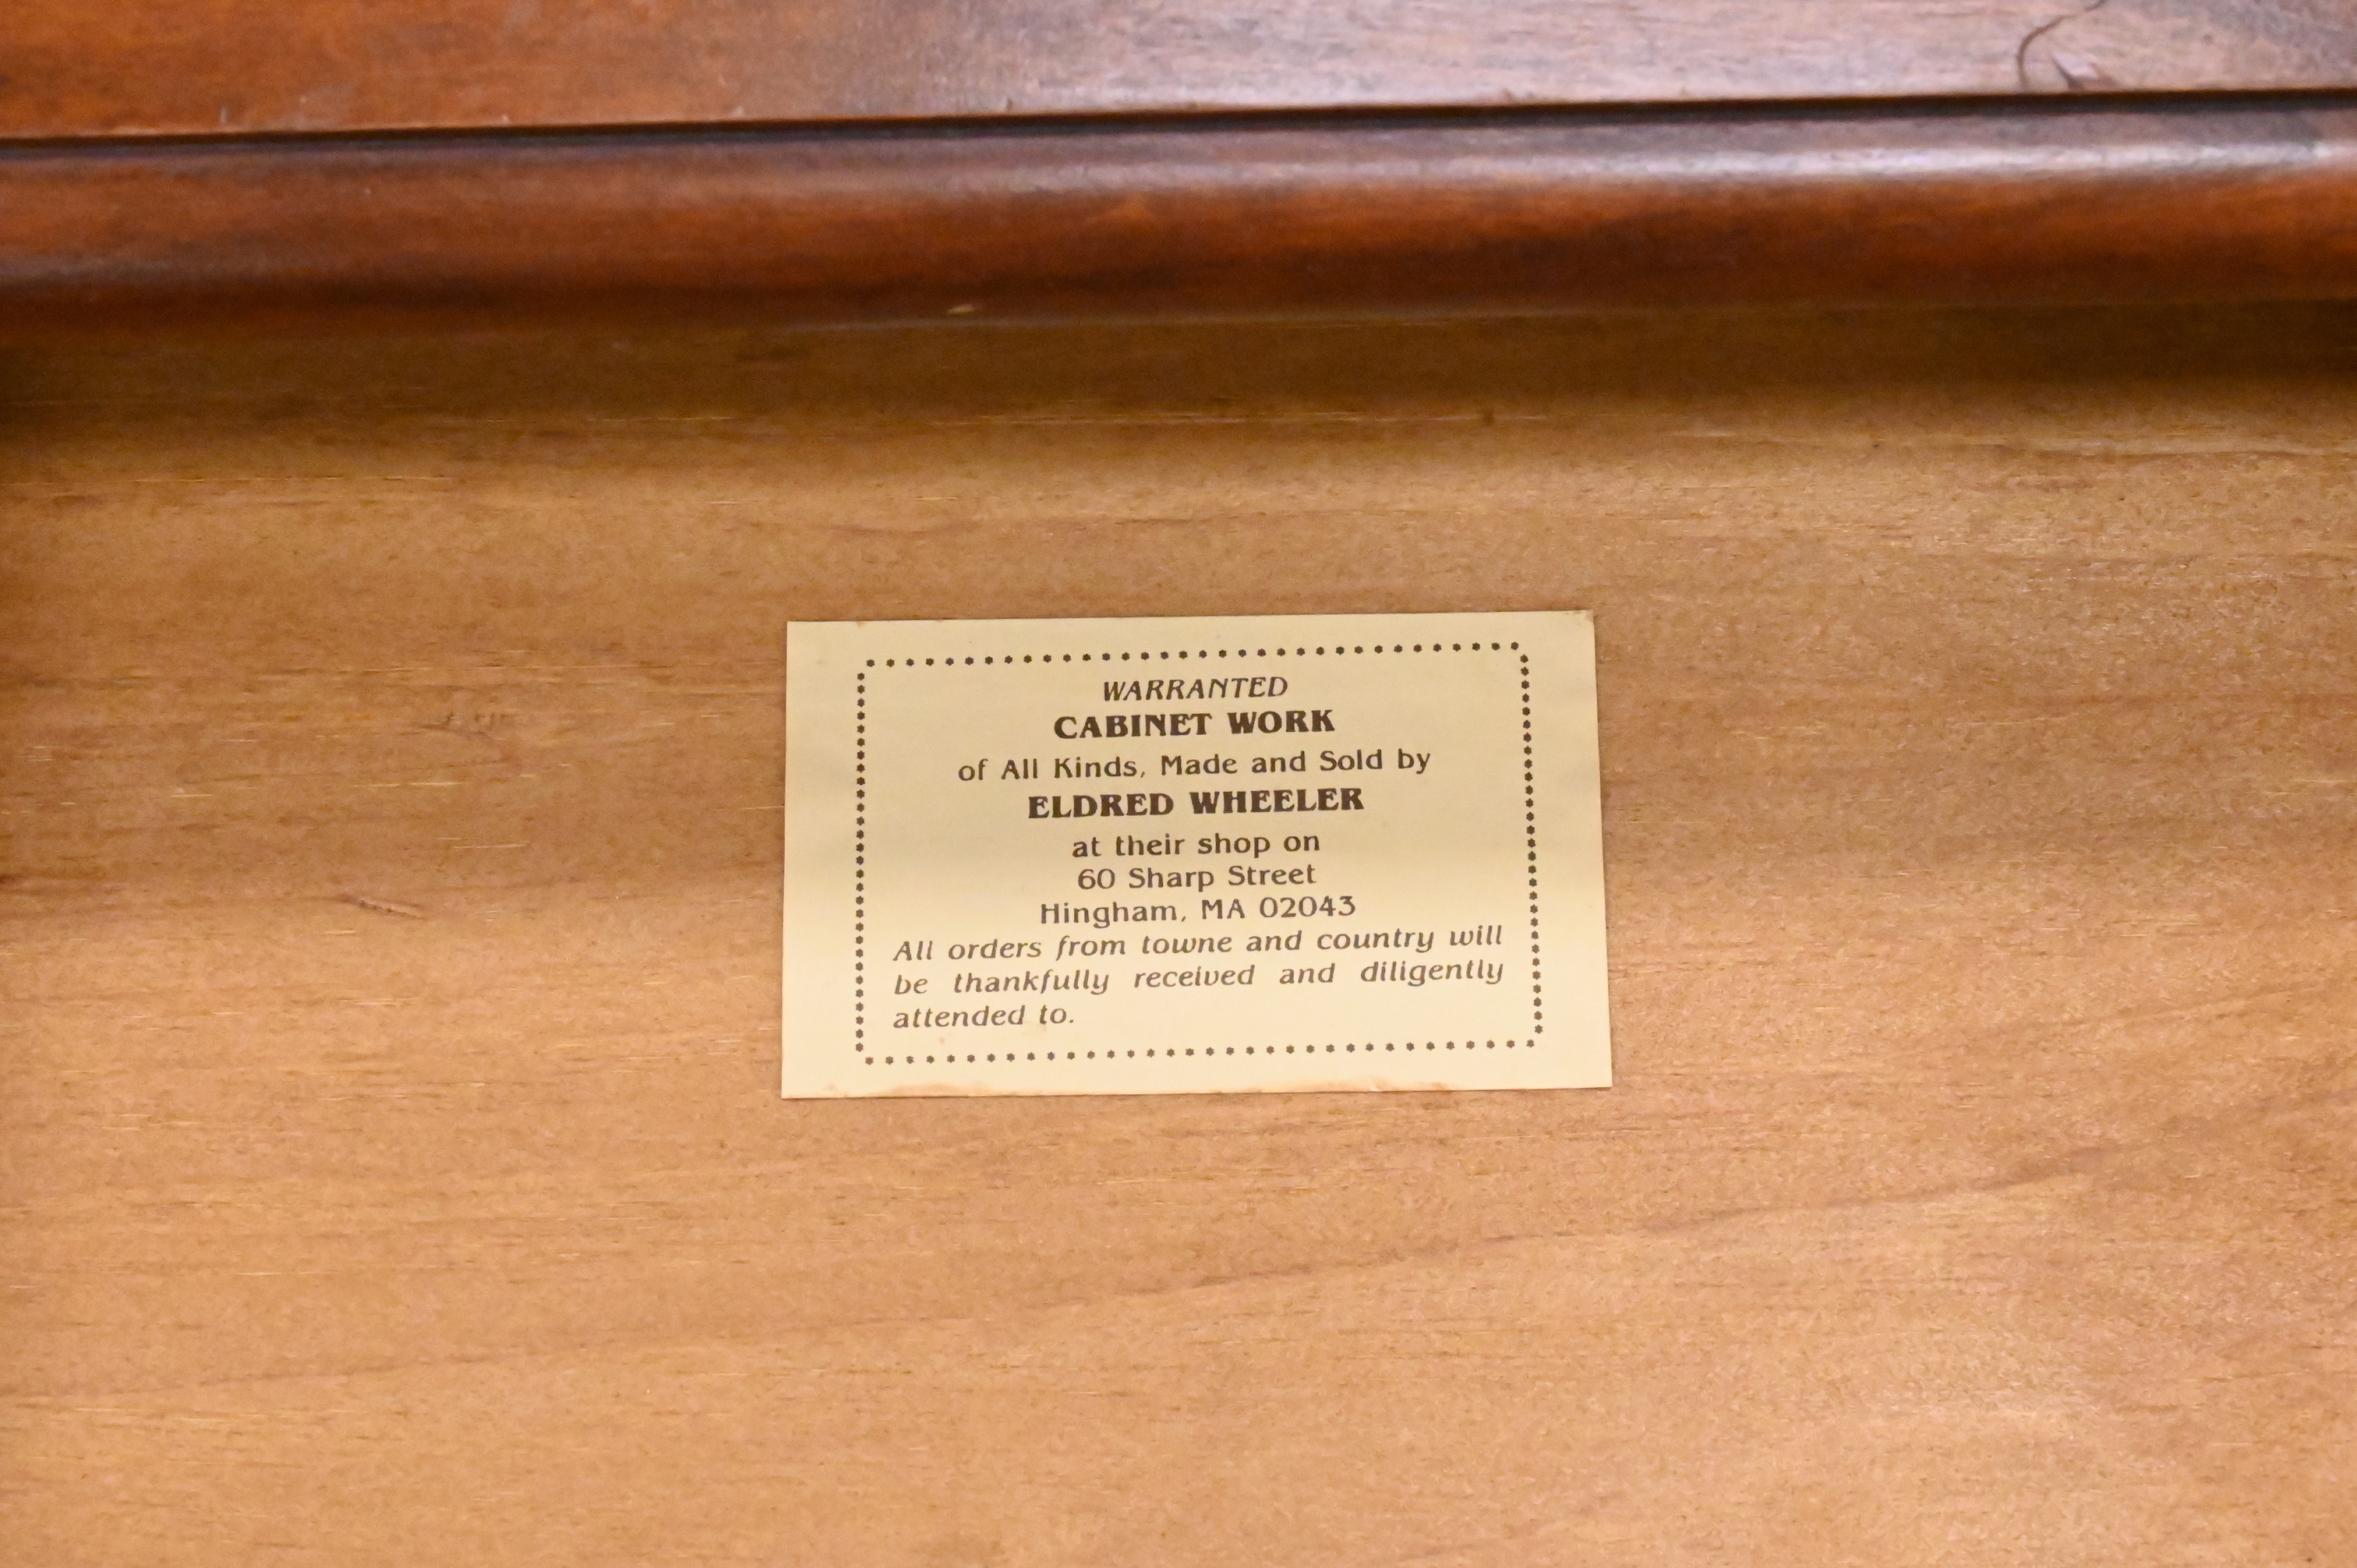 WARRANTED
CABINET WORK
of All Kinds, Made and Sold by
ELDRED WHEELER
at their shop on
60 Sharp Street
Hingham, MA 02043
All orders from towne and country will
be thankfully received and diligently
attended to.